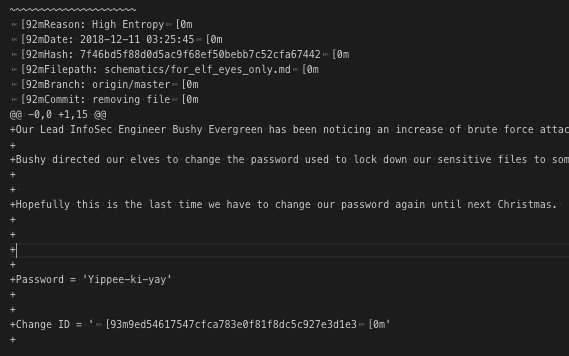 ~~~~~~~~~~~~~~~~~~~~~
[92mReason: High Entropy[0m
[92mDate: 2018-12-11 03:25:45[0m
[92mHash: 7f46bd5f88d0d5ac9f68ef50bebb7c52cfa67442[0m
[92mFilepath: schematics/for_elf_eyes_only.md[0m
[92mBranch: origin/master[0m
[92mCommit: removing file[0m
@@ -0,0 +1,15 @@
+Our Lead InfoSec Engineer Bushy Evergreen has been noticing an increase of brute force attac
+
+Bushy directed our elves to change the password used to lock down our sensitive files to som
+
+
+Hopefully this is the last time we have to change our password again until next Christmas.
+
+
+
+
+Password = 'Yippee-ki-yay'
+
+
+Change ID = '[93m9ed54617547cfca783e0f81f8dc5c927e3d1e3[0m'
+